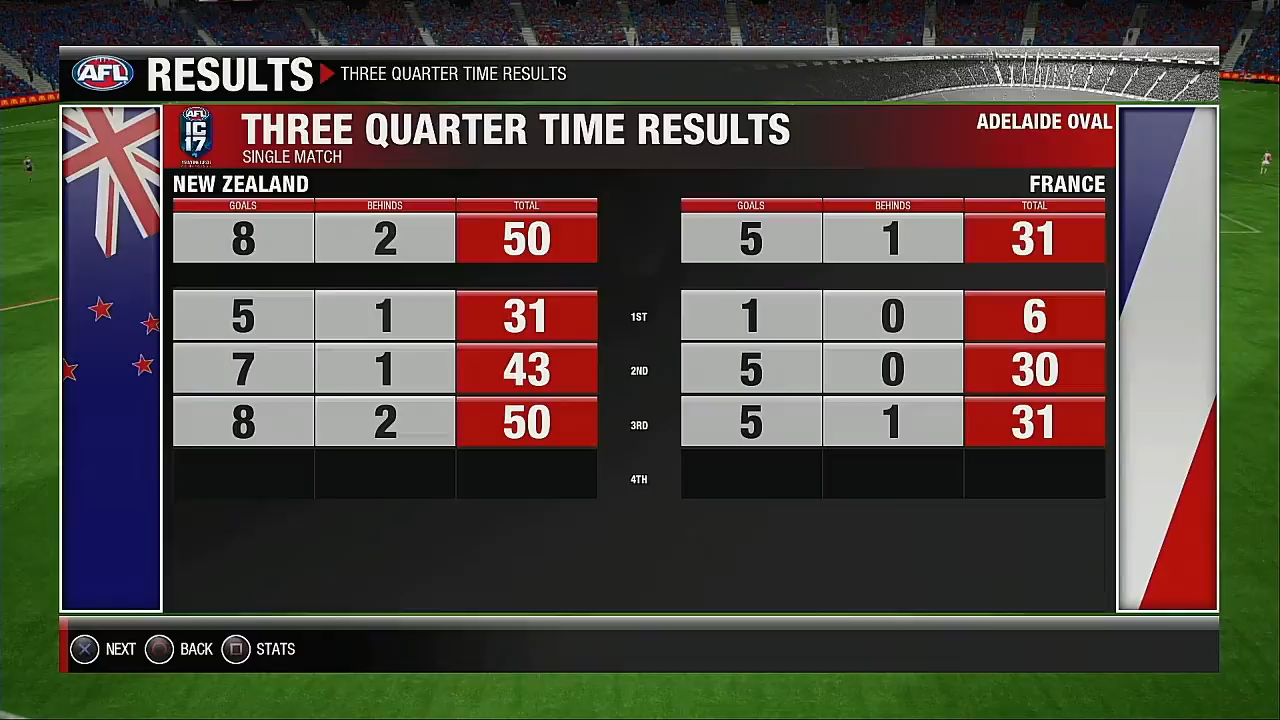 AFL RESULTS THREE QUARTER TIME RESULTS
AFL IC 17
THREE QUARTER TIME RESULTS
SINGLE MATCH
ADELAIDE OVAL
NEW ZEALAND FRANCE
GOALS BEHINDS TOTAL GOALS BEHINDS TOTAL
8 2 50 5 1 31
5 1 31 1ST 1 0 6
7 1 43 2ND 5 0 30
8 2 50 3RD 5 1 31
4TH
NEXT BACK STATS